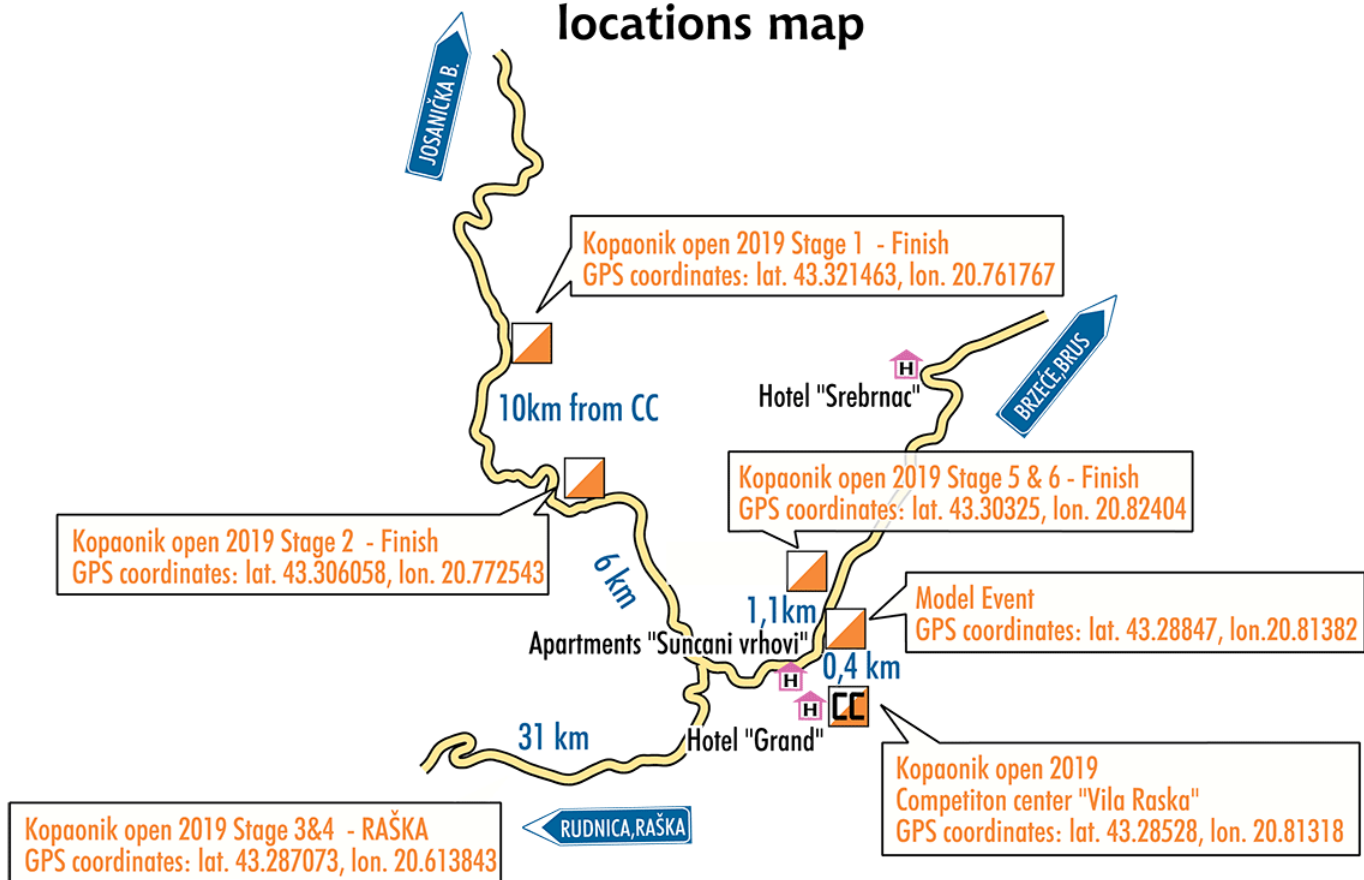 locations map
JOSANIČKA B.
Kopaonik open 2019 Stage 1 - Finish
GPS coordinates: lat. 43.321463, lon. 20.761767
BRZEĆE,BRUS
H
Hotel "Srebrnac"
10km from CC
Kopaonik open 2019 Stage 5 & 6 - Finish
GPS coordinates: lat. 43.30325, lon. 20.82404
Kopaonik open 2019 Stage 2 - Finish
GPS coordinates: lat. 43.306058, lon. 20.772543
6 km
1,1km
Model Event
GPS coordinates: lat. 43.28847, lon.20.81382
Apartments "Suncani vrhovi"
0,4 km
H
H
CC
Hotel "Grand"
31 km
Kopaonik open 2019
Competiton center "Vila Raska"
GPS coordinates: lat. 43.28528, lon. 20.81318
RUDNICA,RAŠKA
Kopaonik open 2019 Stage 3&4 - RAŠKA
GPS coordinates: lat. 43.287073, lon. 20.613843